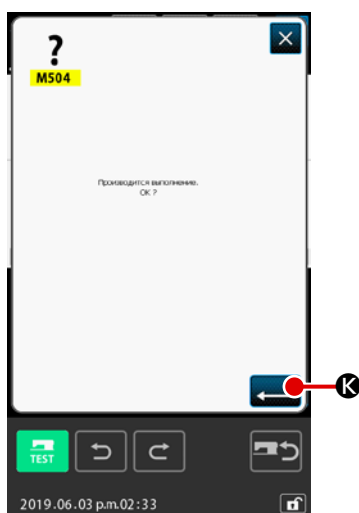 ?
M504
Производится выполнение.
OK ?
K
TEST
2019.06.03 p.m.02:33